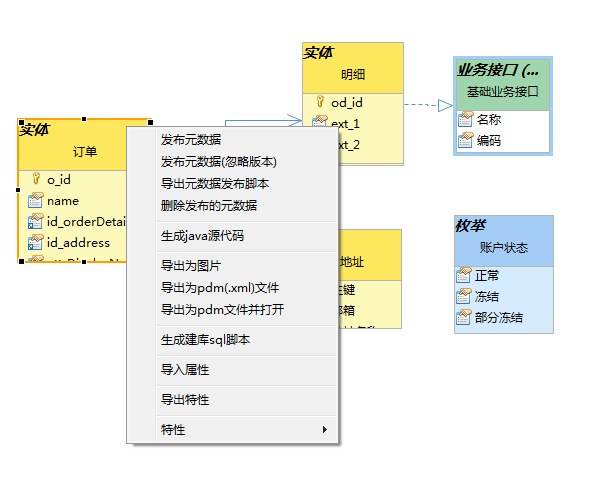 实体
明细
od_id
ext_1
xt_2
业务接口 (...
基础业务接口
名称
编码
实体
订单
o_id
name
id_orderDetai
id_address
地址
主键
邮箱
枚举
账户状态
正常
冻结
部分冻结
发布元数据
发布元数据(忽略版本)
导出元数据发布脚本
删除发布的元数据
生成java源代码
导出为图片
导出为pdm(.xml)文件
导出为pdm文件并打开
生成建库sql脚本
导入属性
导出特性
特性